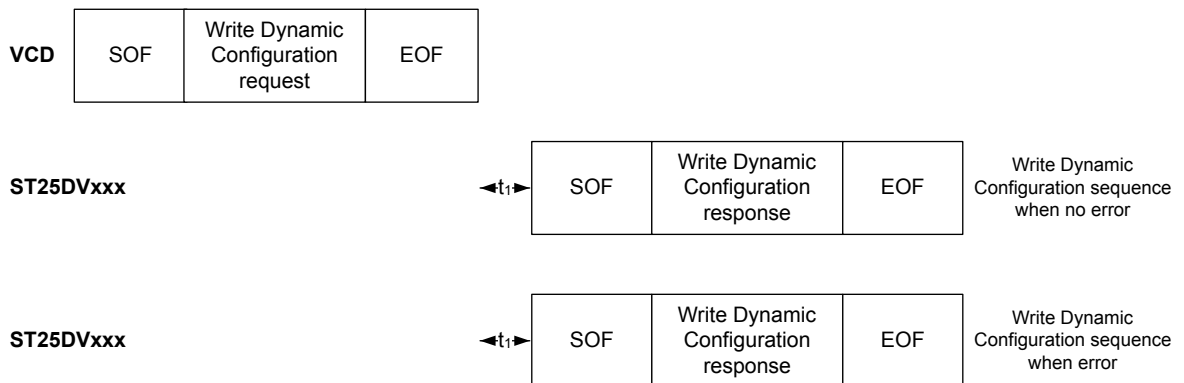 VCD
SOF
Write Dynamic
Configuration
request
EOF
ST25DVxxx
t1
SOF
Write Dynamic
Configuration
response
EOF
Write Dynamic
Configuration sequence
when no error
ST25DVxxx
t1
SOF
Write Dynamic
Configuration
response
EOF
Write Dynamic
Configuration sequence
when error